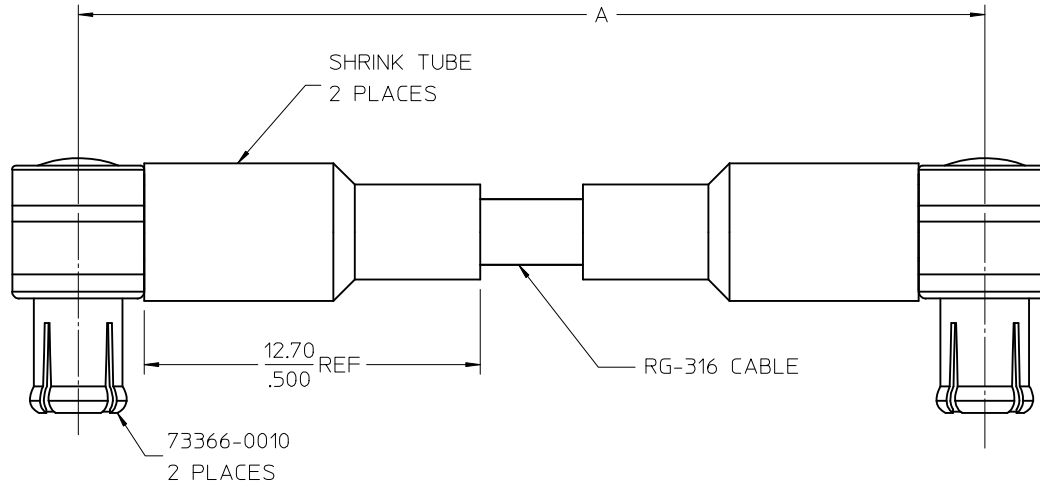 A
SHRINK TUBE
2 PLACES
12.70
.500
REF
RG-316 CABLE
73366-0010
2 PLACES